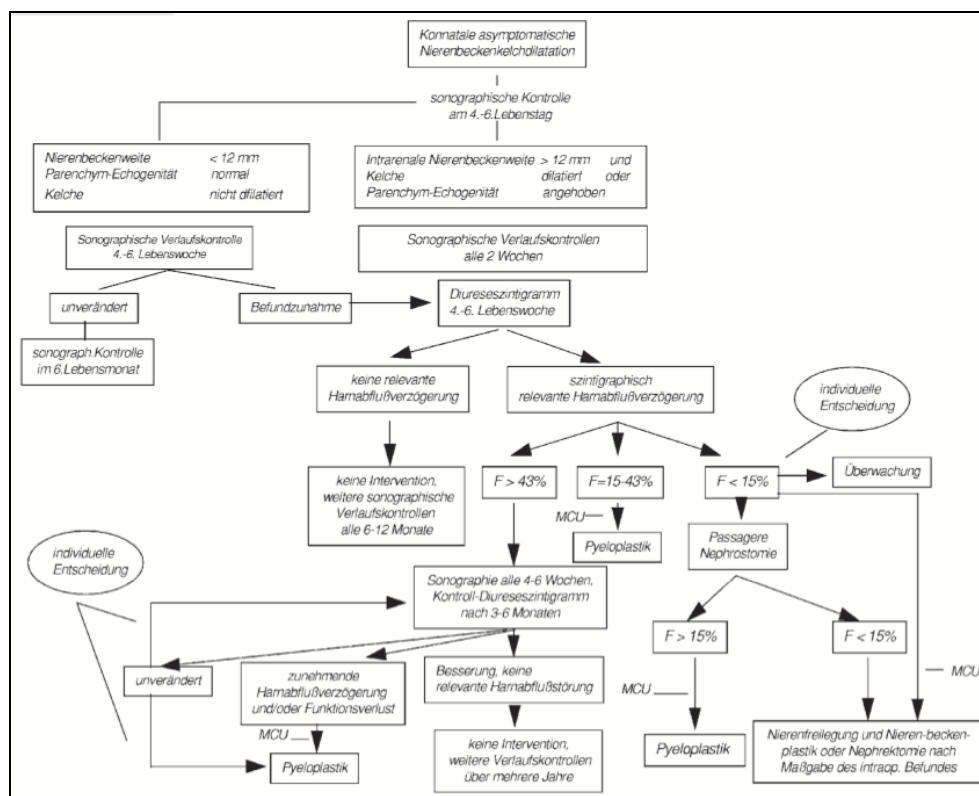 Konnatale asymptomatische
Nierenbeckenkelchdilatation
sonographische Kontrolle
am 4.-6.Lebenstag
Nierenbeckenweite < 12 mm
Parenchym-Echogenität normal
Kelche nicht dilatiert
Intrarenale Nierenbeckenweite > 12 mm und
Kelche dilatiert oder
Parenchym-Echogenität angehoben
Sonographische Verlaufskontrolle
4.-6. Lebenswoche
Sonographische Verlaufskontrollen
alle 2 Wochen
unverändert
Befundzunahme
Diureseszintigramm
4.-6. Lebenswoche
sonograph.Kontrolle
im 6.Lebensmonat
keine relevante
Harnabflußverzögerung
szintigraphisch
relevante Harnabflußverzögerung
individuelle
Entscheidung
keine Intervention,
weitere sonographische
Verlaufskontrollen
alle 6-12 Monate
F > 43%
F=15-43%
F < 15%
Überwachung
MCU
Pyeloplastik
Passagere
Nephrostomie
individuelle
Entscheidung
Sonographie alle 4-6 Wochen,
Kontroll-Diureseszintigramm
nach 3-6 Monaten
F > 15%
F < 15%
unverändert
zunehmende
Harnabflußverzögerung
und/oder Funktionsverlust
Besserung, keine
relevante Harnabflußstörung
MCU
MCU
MCU
Pyeloplastik
keine Intervention,
weitere Verlaufskontrollen
über mehrere Jahre
Pyeloplastik
Nierenfreilegung und Nieren-becken-
plastik oder Nephrektomie nach
Maßgabe des intraop. Befundes